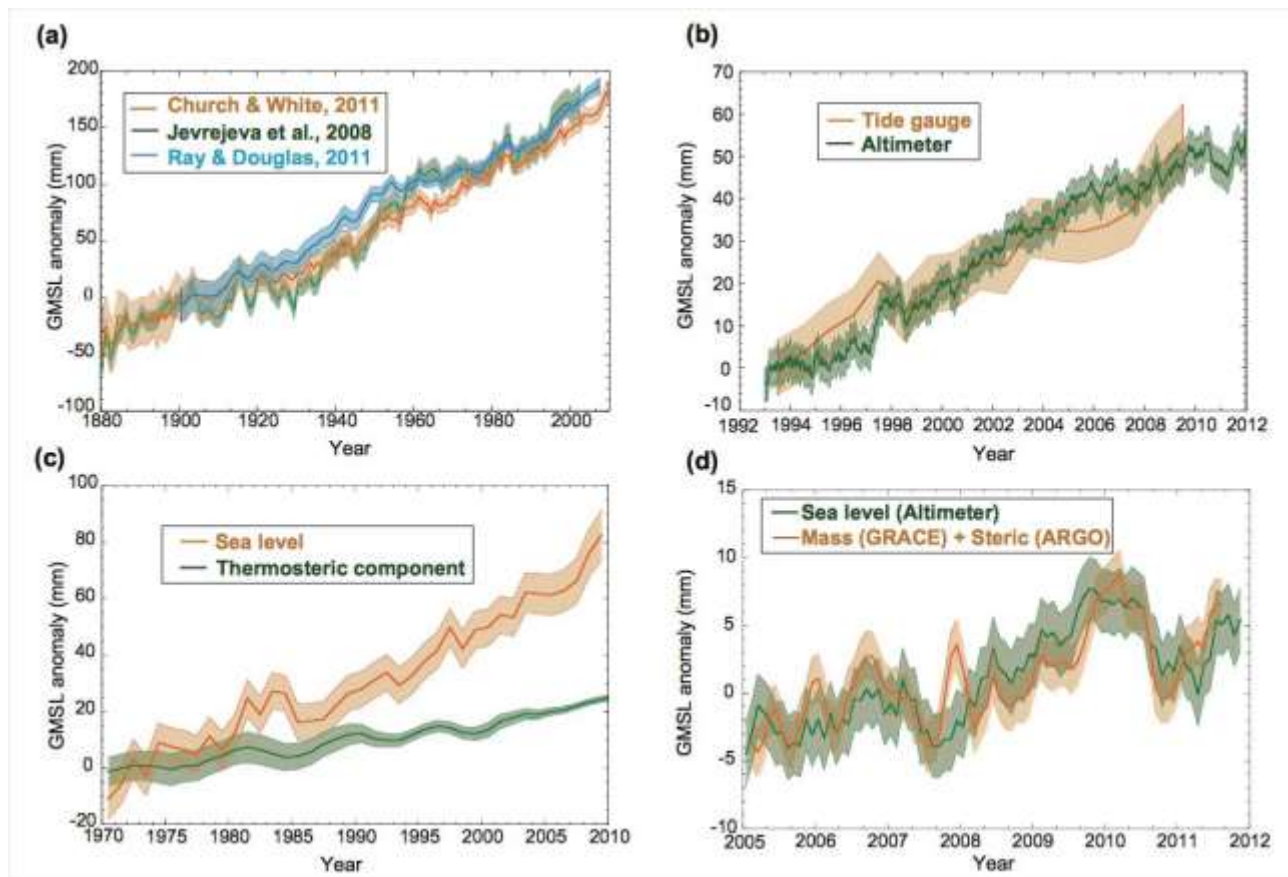 (a)
200
150
100
50
0
-50
-100
GMSL anomaly (mm)
Church & White, 2011
Jevrejeva et al., 2008
Ray & Douglas, 2011
1880 1900 1920 1940 1960 1980 2000
Year
(b)
70
60
50
40
30
20
10
0
-10
GMSL anomaly (mm)
Tide gauge
Altimeter
1992 1994 1996 1998 2000 2002 2004 2006 2008 2010 2012
Year
(c)
100
80
60
40
20
0
-20
GMSL anomaly (mm)
Sea level
Thermosteric component
1970 1975 1980 1985 1990 1995 2000 2005 2010
Year
(d)
15
10
5
0
-5
-10
GMSL anomaly (mm)
Sea level (Altimeter)
Mass (GRACE) + Steric (ARGO)
2005 2006 2007 2008 2009 2010 2011 2012
Year